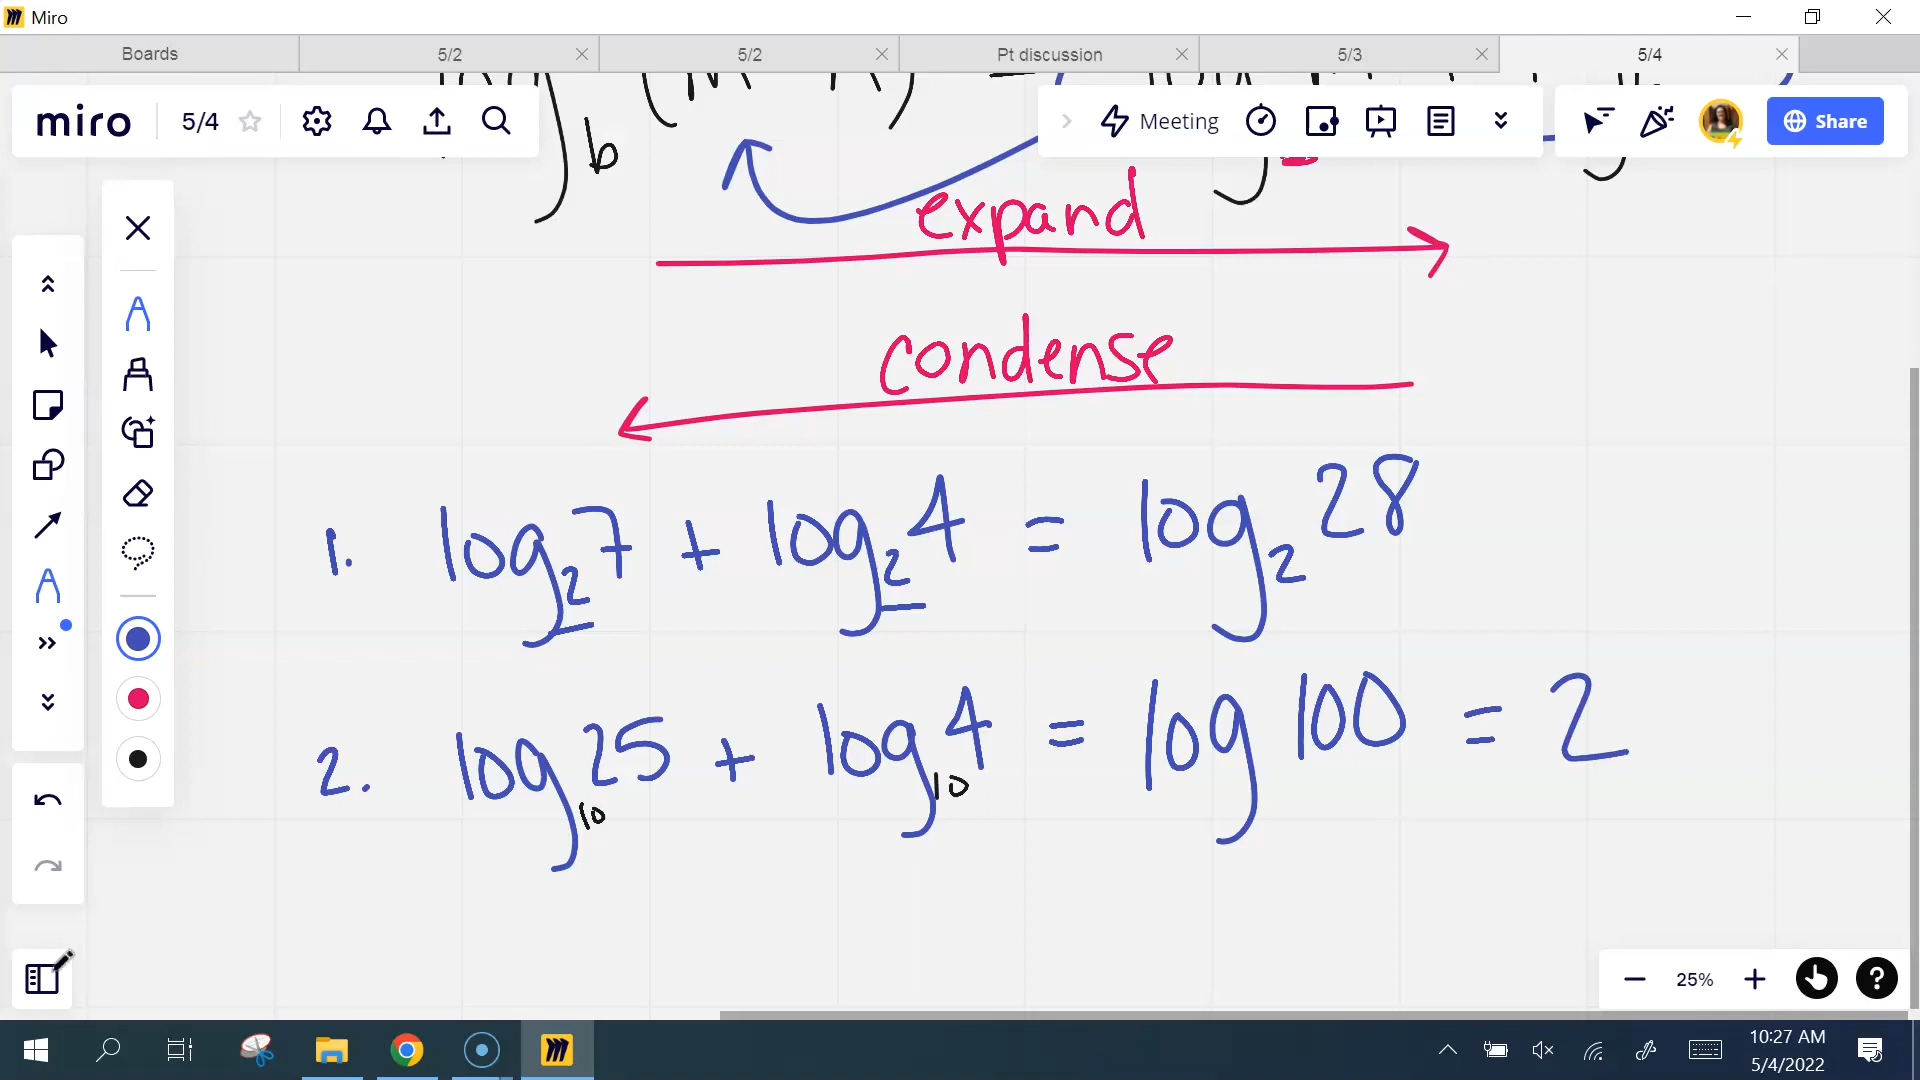 Miro
Boards 5/2 5/2 Pt discussion 5/3 5/4
miro 5/4 Meeting Share
b
expand
condense
1. log₂7 + log₂4 = log₂28
2. log₁₀25 + log₁₀4 = log 100 = 2
25%
10:27 AM
5/4/2022